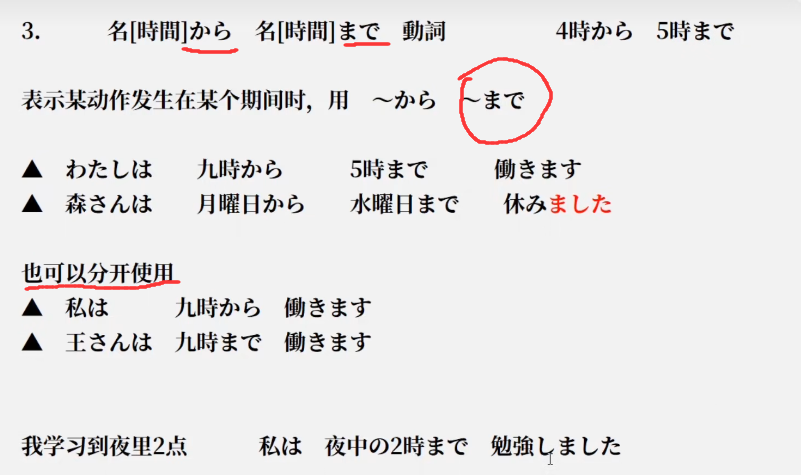 3.　名[時間]から　名[時間]まで　動詞　4時から　5時まで
表示某动作发生在某个期间时，用　～から　～まで
▲　わたしは　九時から　5時まで　働きます
▲　森さんは　月曜日から　水曜日まで　休みました
也可以分开使用
▲　私は　九時から　働きます
▲　王さんは　九時まで　働きます
我学习到夜里2点　私は　夜中の2時まで　勉強しました